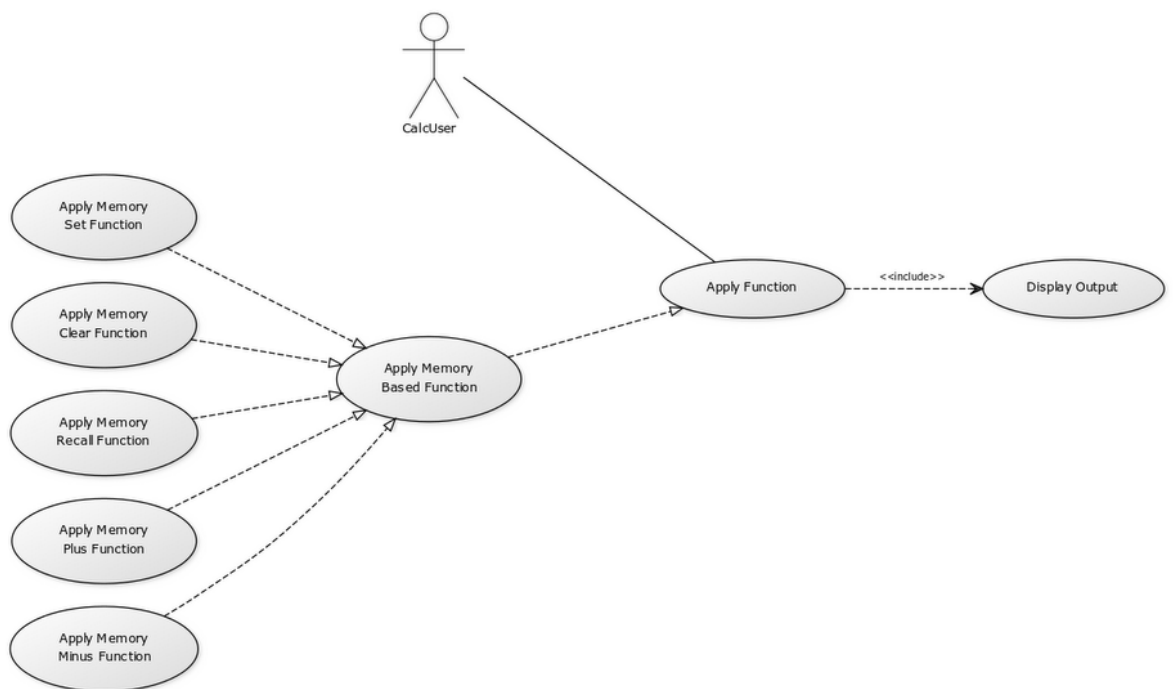 CalcUser
Apply Memory
Set Function
Apply Memory
Clear Function
Apply Memory
Recall Function
Apply Memory
Plus Function
Apply Memory
Minus Function
Apply Memory
Based Function
Apply Function
<<include>>
Display Output